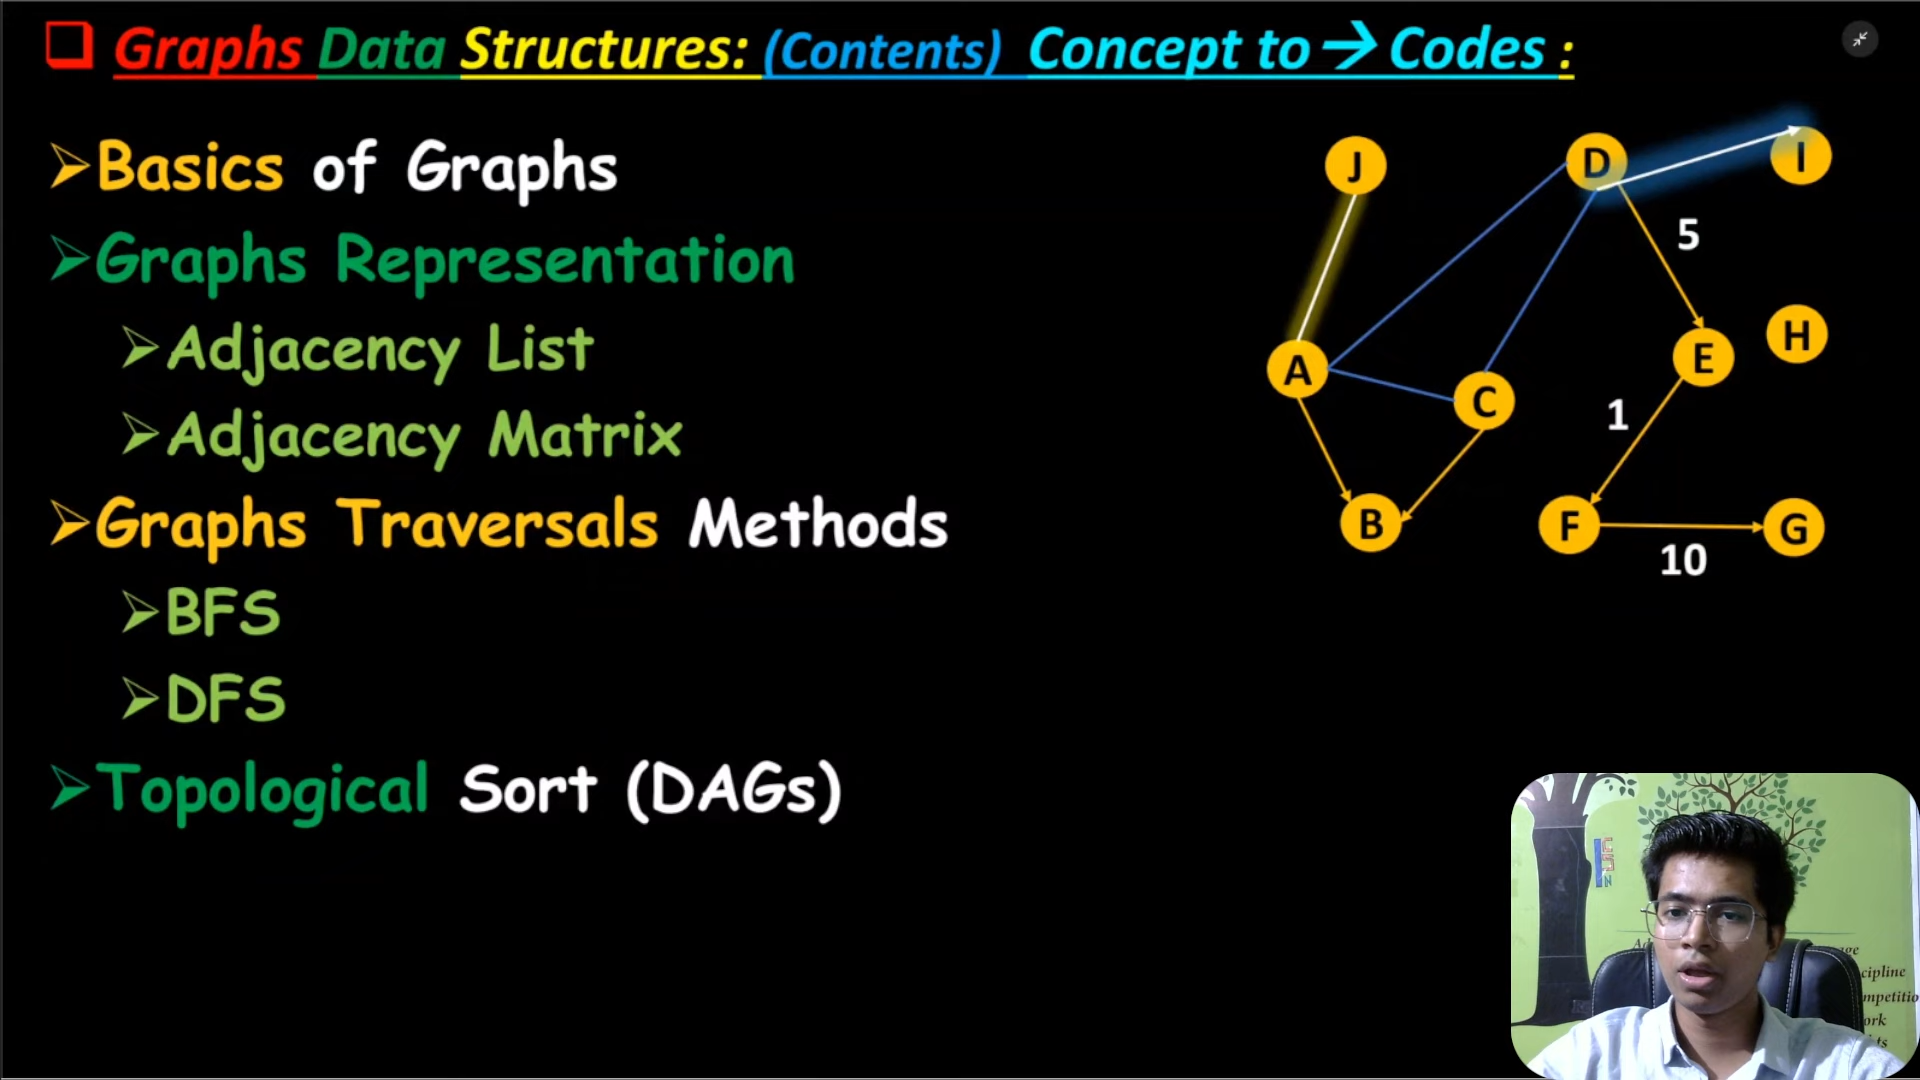 Graphs Data Structures: (Contents) Concept to→ Codes :
➢Basics of Graphs
➢Graphs Representation
➢Adjacency List
➢Adjacency Matrix
➢Graphs Traversals Methods
➢BFS
➢DFS
➢Topological Sort (DAGs)
J
D
I
5
H
E
A
C
1
B
F
G
10